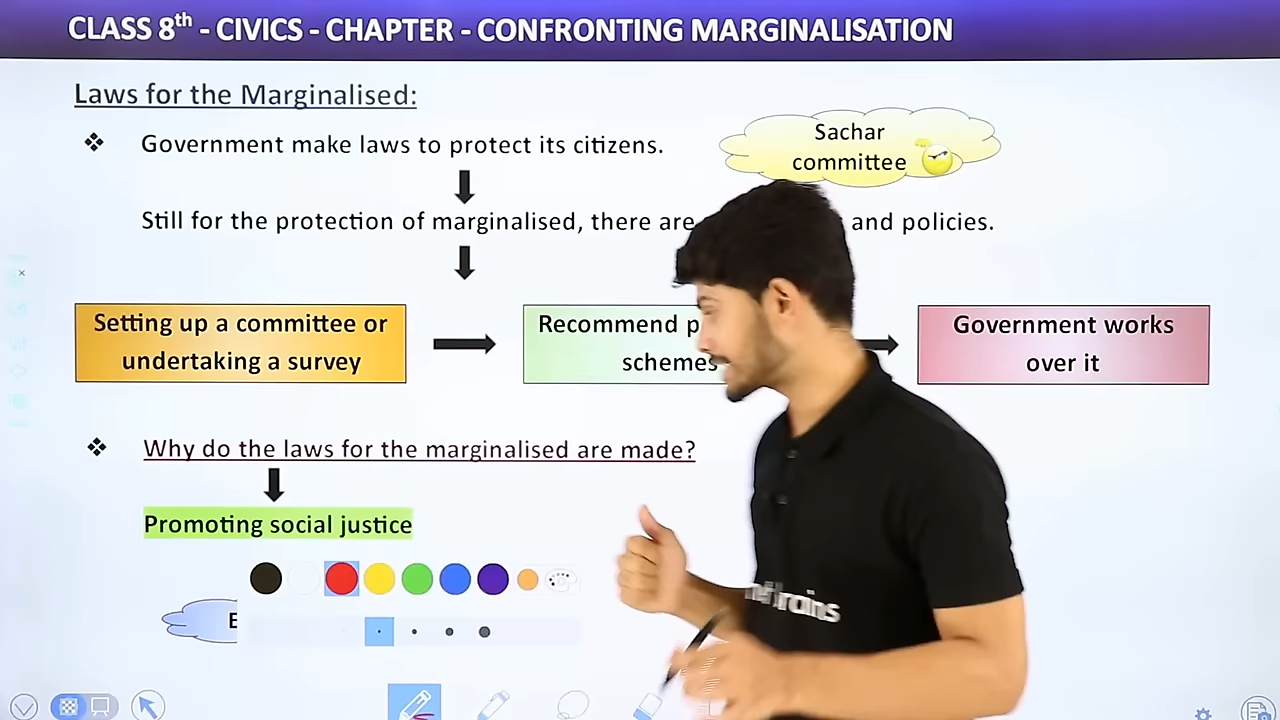 CLASS 8th - CIVICS - CHAPTER - CONFRONTING MARGINALISATION
Laws for the Marginalised:
Government make laws to protect its citizens.
Sachar
committee
Still for the protection of marginalised, there are and policies.
Setting up a committee or
undertaking a survey
Recommend
schemes
Government works
over it
Why do the laws for the marginalised are made?
Promoting social justice